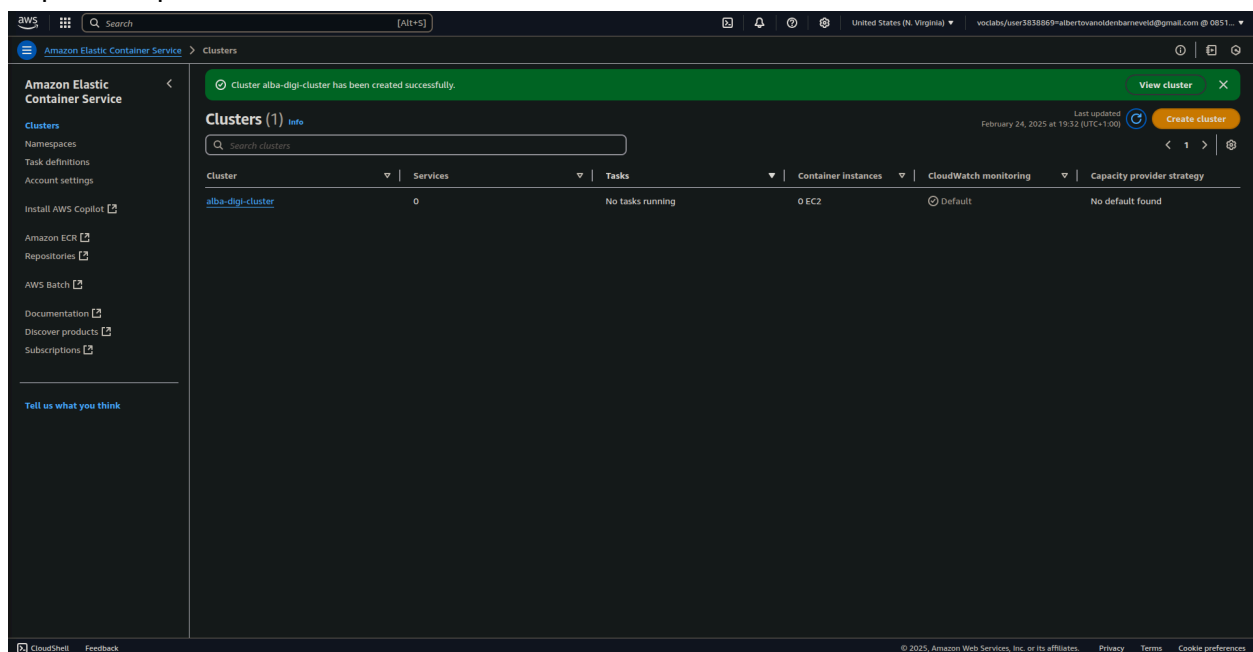 aws
Search [Alt+S]
United States (N. Virginia) voclabs/user3838869=albertovanoldenbarneveld@gmail.com @ 0851...
Amazon Elastic Container Service > Clusters
Amazon Elastic
Container Service
Clusters
Namespaces
Task definitions
Account settings
Install AWS Copilot
Amazon ECR
Repositories
AWS Batch
Documentation
Discover products
Subscriptions
Tell us what you think
Cluster alba-digi-cluster has been created successfully.
View cluster
Clusters (1) Info
Last updated
February 24, 2025 at 19:32 (UTC+1:00)
Create cluster
Search clusters
< 1 >
Cluster Services Tasks Container instances CloudWatch monitoring Capacity provider strategy
alba-digi-cluster 0 No tasks running 0 EC2 Default No default found
CloudShell Feedback
© 2025, Amazon Web Services, Inc. or its affiliates. Privacy Terms Cookie preferences